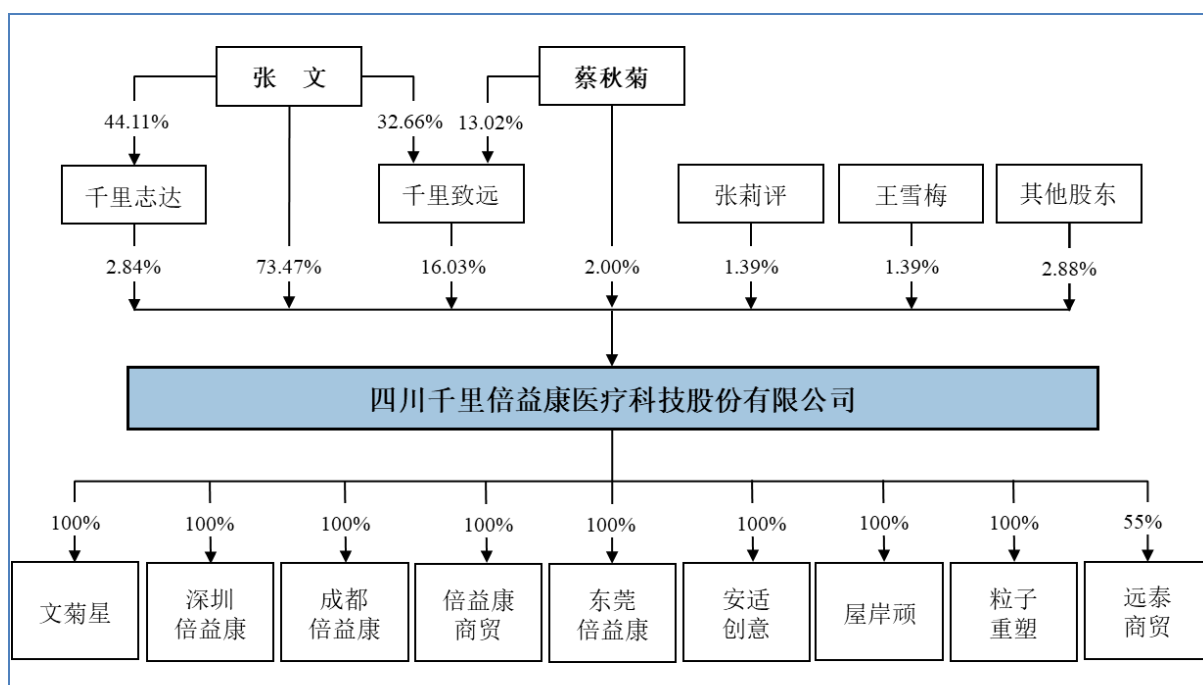 张 文
蔡秋菊
44.11%
32.66%
13.02%
千里志达
千里致远
张莉评
王雪梅
其他股东
2.84%
73.47%
16.03%
2.00%
1.39%
1.39%
2.88%
四川千里倍益康医疗科技股份有限公司
100%
100%
100%
100%
100%
100%
100%
100%
55%
文菊星
深圳
倍益康
成都
倍益康
倍益康
商贸
东莞
倍益康
安适
创意
屋岸顽
粒子
重塑
远泰
商贸